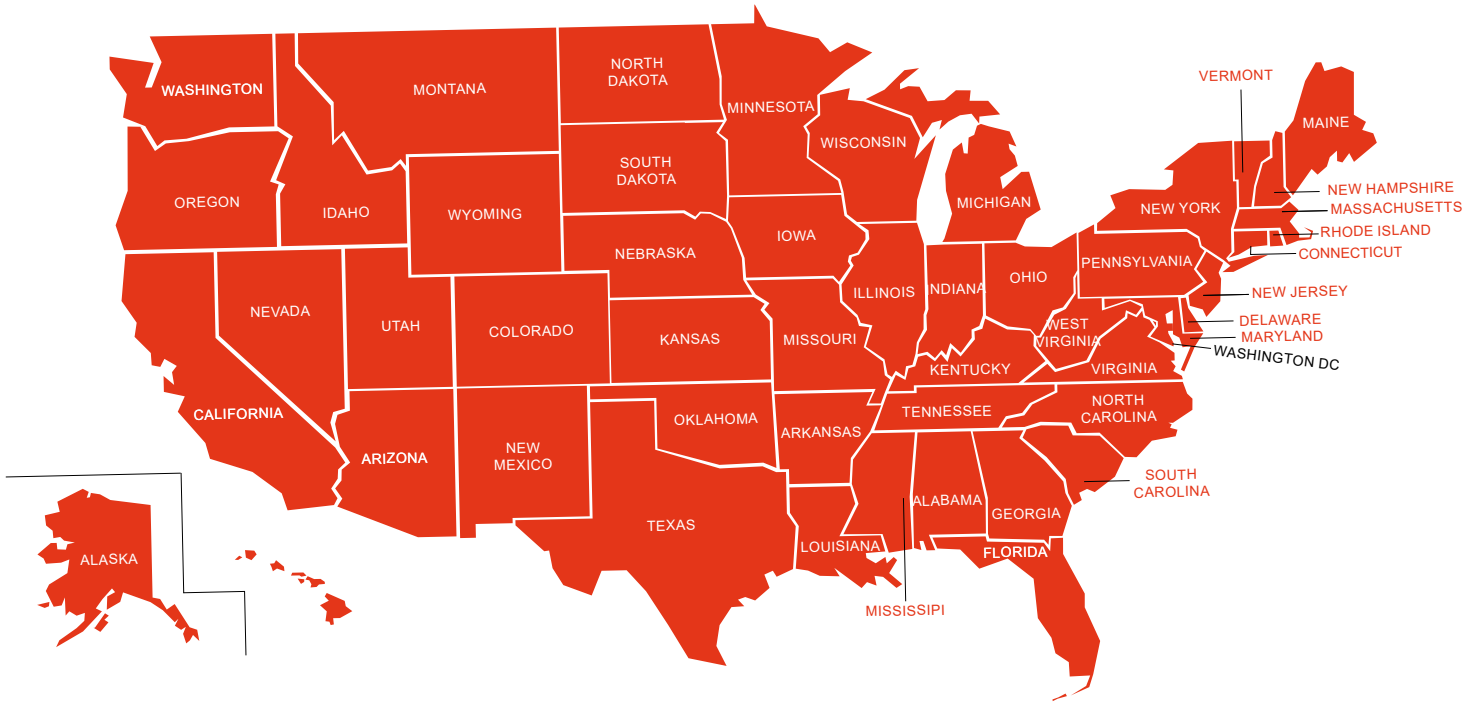 VERMONT
NORTH
DAKOTA
WASHINGTON
MONTANA
MINNESOTA
MAINE
WISCONSIN
SOUTH
DAKOTA
NEW HAMPSHIRE
OREGON
IDAHO
WYOMING
MICHIGAN
NEW YORK
MASSACHUSETTS
IOWA
RHODE ISLAND
NEBRASKA
CONNECTICUT
PENNSYLVANIA
OHIO
ILLINOIS
INDIANA
NEW JERSEY
NEVADA
UTAH
COLORADO
KANSAS
MISSOURI
WEST
VIRGINIA
DELAWARE
MARYLAND
WASHINGTON DC
KENTUCKY
VIRGINIA
CALIFORNIA
OKLAHOMA
ARKANSAS
TENNESSEE
NORTH
CAROLINA
ARIZONA
NEW
MEXICO
SOUTH
CAROLINA
TEXAS
ALABAMA
GEORGIA
LOUISIANA
FLORIDA
ALASKA
MISSISSIPI